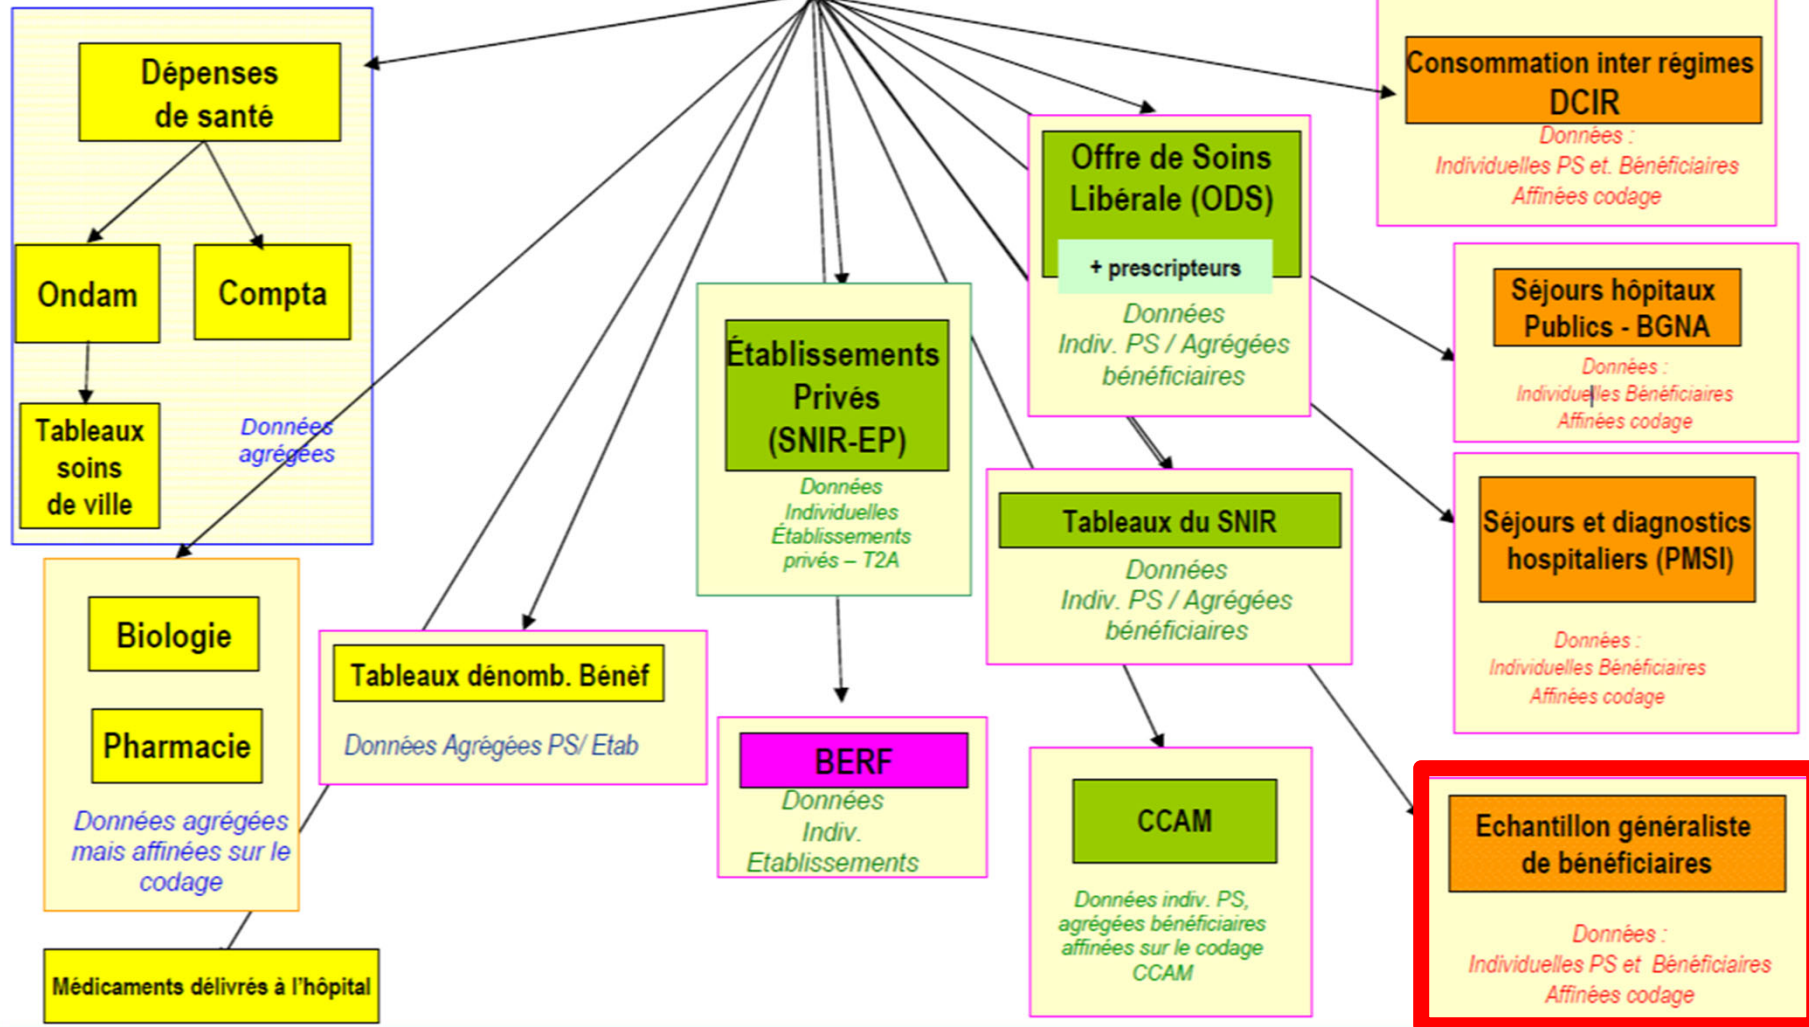 Dépenses
de santé
Ondam
Compta
Tableaux
soins
de ville
Données
agrégées
Biologie
Pharmacie
Données agrégées
mais affinées sur le
codage
Médicaments délivrés à l'hôpital
Tableaux dénomb. Bénéf
Données Agrégées PS/ Etab
Établissements
Privés
(SNIR-EP)
Données
Individuelles
Établissements
privés – T2A
BERF
Données
Indiv.
Etablissements
Offre de Soins
Libérale (ODS)
+ prescripteurs
Données
Indiv. PS / Agrégées
bénéficiaires
Tableaux du SNIR
Données
Indiv. PS / Agrégées
bénéficiaires
CCAM
Données indiv. PS,
agrégées bénéficiaires
affinées sur le codage
CCAM
Consommation inter régimes
DCIR
Données :
Individuelles PS et. Bénéficiaires
Affinées codage
Séjours hôpitaux
Publics - BGNA
Données :
Individuelles Bénéficiaires
Affinées codage
Séjours et diagnostics
hospitaliers (PMSI)
Données :
Individuelles Bénéficiaires
Affinées codage
Echantillon généraliste
de bénéficiaires
Données :
Individuelles PS et Bénéficiaires
Affinées codage